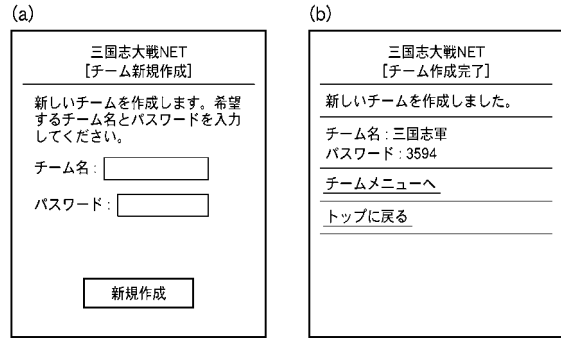 (a)
三国志大戦NET
[チーム新規作成]
新しいチームを作成します。希望
するチーム名とパスワードを入力
してください。
チーム名:
パスワード:
新規作成
(b)
三国志大戦NET
[チーム作成完了]
新しいチームを作成しました。
チーム名:三国志軍
パスワード:3594
チームメニューへ
トップに戻る